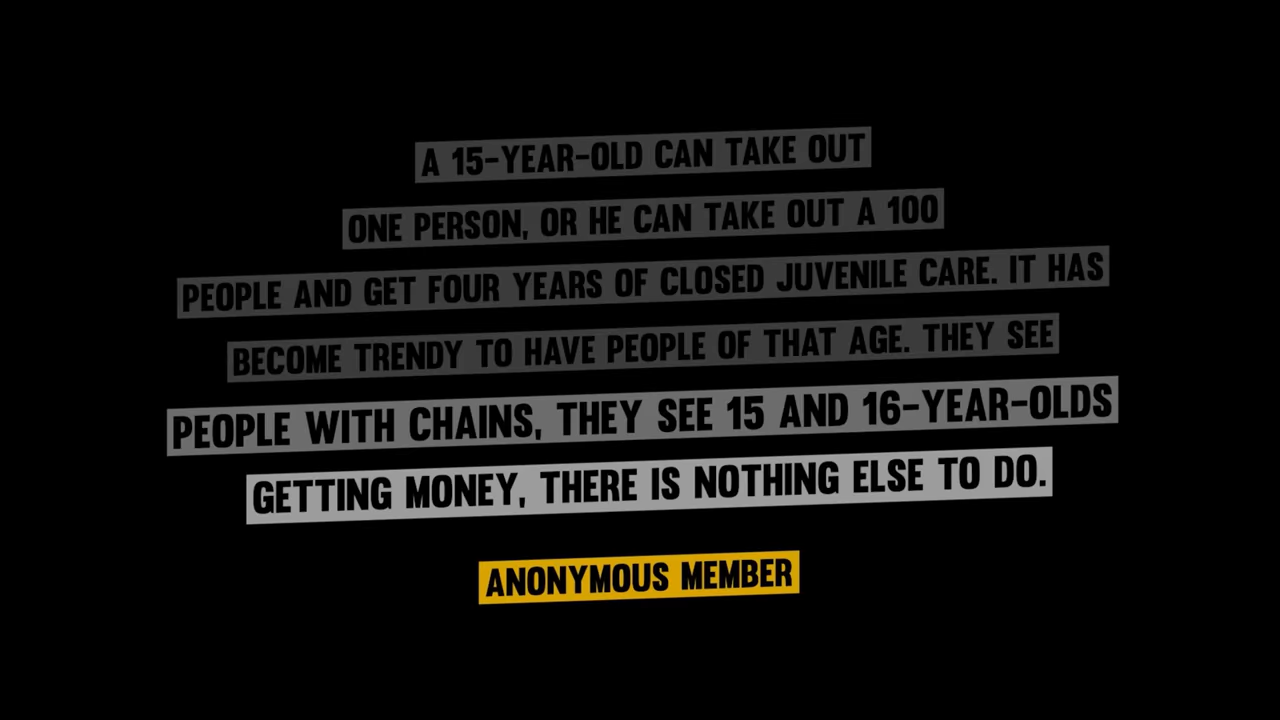 A 15-YEAR-OLD CAN TAKE OUT
ONE PERSON, OR HE CAN TAKE OUT A 100
PEOPLE AND GET FOUR YEARS OF CLOSED JUVENILE CARE. IT HAS
BECOME TRENDY TO HAVE PEOPLE OF THAT AGE. THEY SEE
PEOPLE WITH CHAINS, THEY SEE 15 AND 16-YEAR-OLDS
GETTING MONEY, THERE IS NOTHING ELSE TO DO.
ANONYMOUS MEMBER